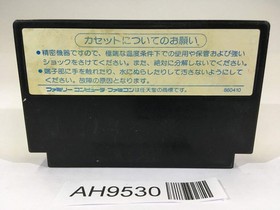 カセットについてのお願い
●精密機器ですので、極端な温度条件下での使用や保管および強い
ショックをさけてください。また、絶対に分解しないでください。
●端子部に手を触れたり、水にぬらしたりして汚さないようにして
ください。故障の原因となります。
ファミリーコンピュータ・ファミコンは任天堂の商標です。
860410
AH9530